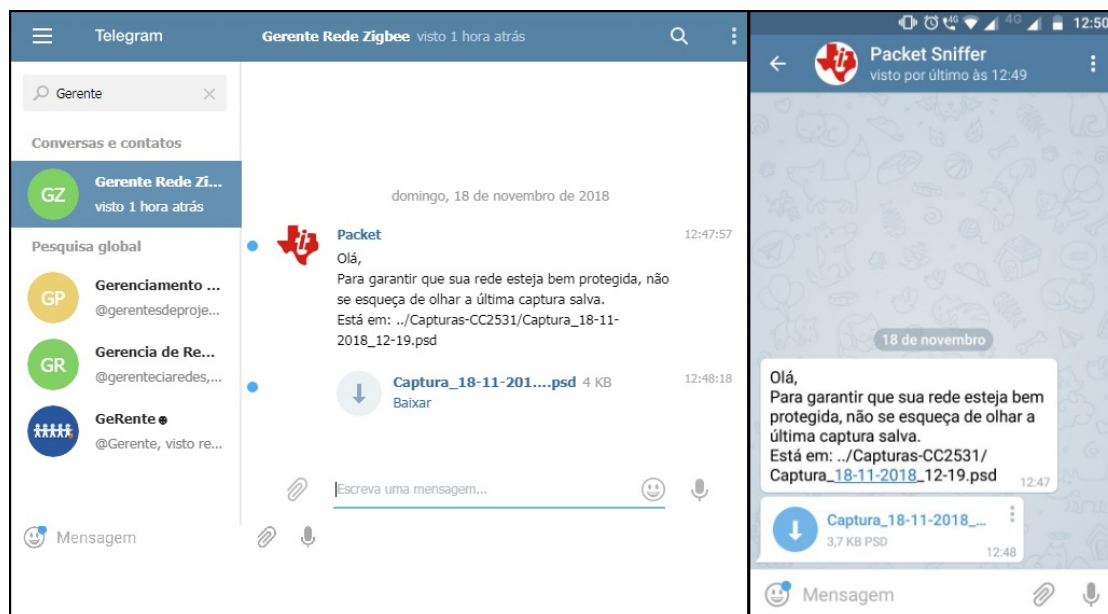 Telegram
Gerente Rede Zigbee visto 1 hora atrás
Gerente
Conversas e contatos
GZ
Gerente Rede Zi...
visto 1 hora atrás
Pesquisa global
GP
Gerenciamento ...
@gerentesdeproje...
GR
Gerencia de Re...
@gerenteciaredes,...
GeRente
@Gerente, visto re...
Mensagem
domingo, 18 de novembro de 2018
Packet 12:47:57
Olá,
Para garantir que sua rede esteja bem protegida, não
se esqueça de olhar a última captura salva.
Está em: ../Capturas-CC2531/Captura_18-11-
2018_12-19.psd
Captura_18-11-201....psd 4 KB 12:48:18
Baixar
Escreva uma mensagem...
4G 4G 12:50
Packet Sniffer
visto por último às 12:49
18 de novembro
Olá,
Para garantir que sua rede esteja bem
protegida, não se esqueça de olhar a
última captura salva.
Está em: ../Capturas-CC2531/
Captura_18-11-2018_12-19.psd 12:47
Captura_18-11-2018_...
3,7 KB PSD
12:48
Mensagem